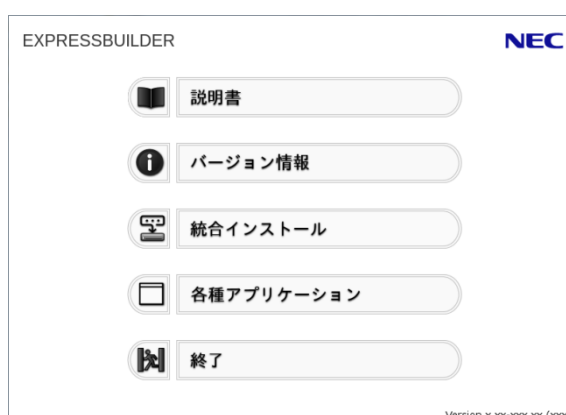 EXPRESSBUILDER
NEC
説明書
バージョン情報
統合インストール
各種アプリケーション
終了
Version